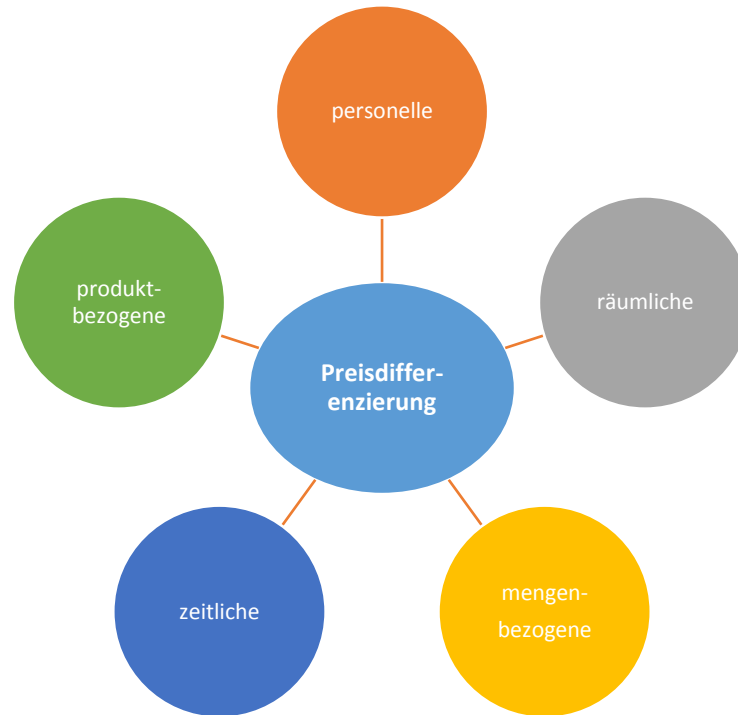 personelle
produkt-
bezogene
räumliche
Preisdiffer-
enzierung
zeitliche
mengen-
bezogene